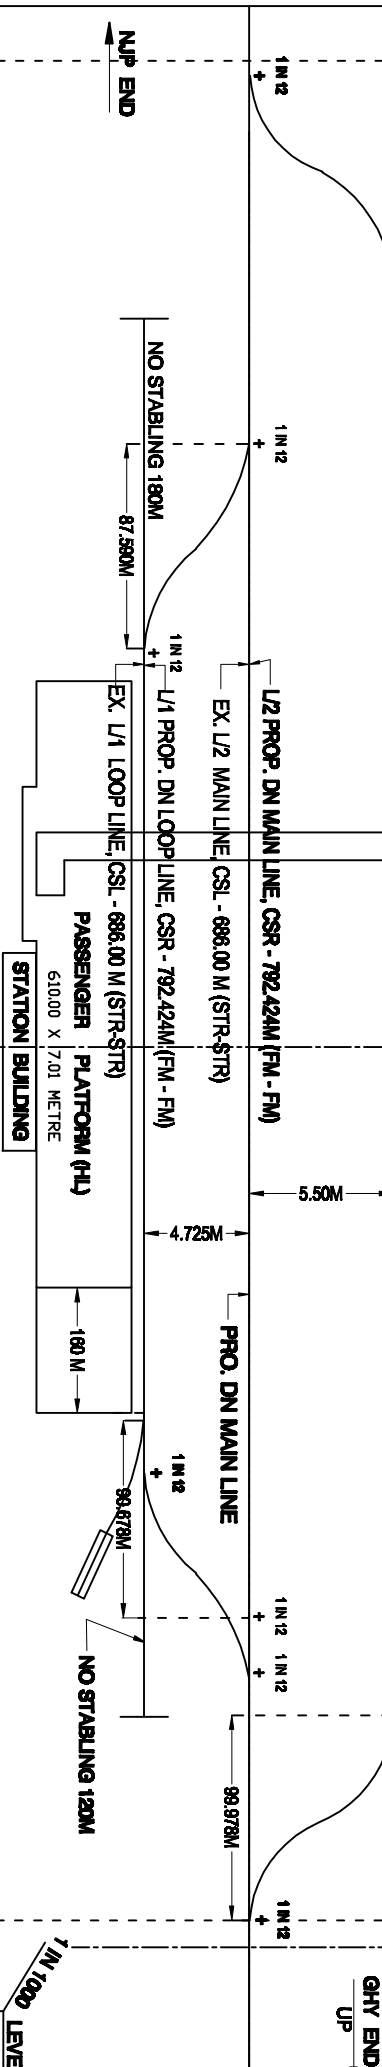 NJP END
1 IN 12
1 IN 12
NO STABLING 180M
87.590M
1 IN 12
L/2 PROP. DN MAIN LINE, CSR - 792.424M (FM - FM)
EX. L/2 MAIN LINE, CSL - 686.00 M (STR-STR)
L/1 PROP. DN LOOP LINE, CSR - 792.424M (FM - FM)
EX. L/1 LOOP LINE, CSL - 686.00 M (STR-STR)
PASSENGER PLATFORM (HL)
610.00 X 7.01 METRE
STATION BUILDING
5.50M
4.725M
160 M
PRO. DN MAIN LINE
1 IN 12
1 IN 12
1 IN 12
NO STABLING 120M
99.978M
1 IN 12
1 IN 1000
LEVE
GHY END
UP